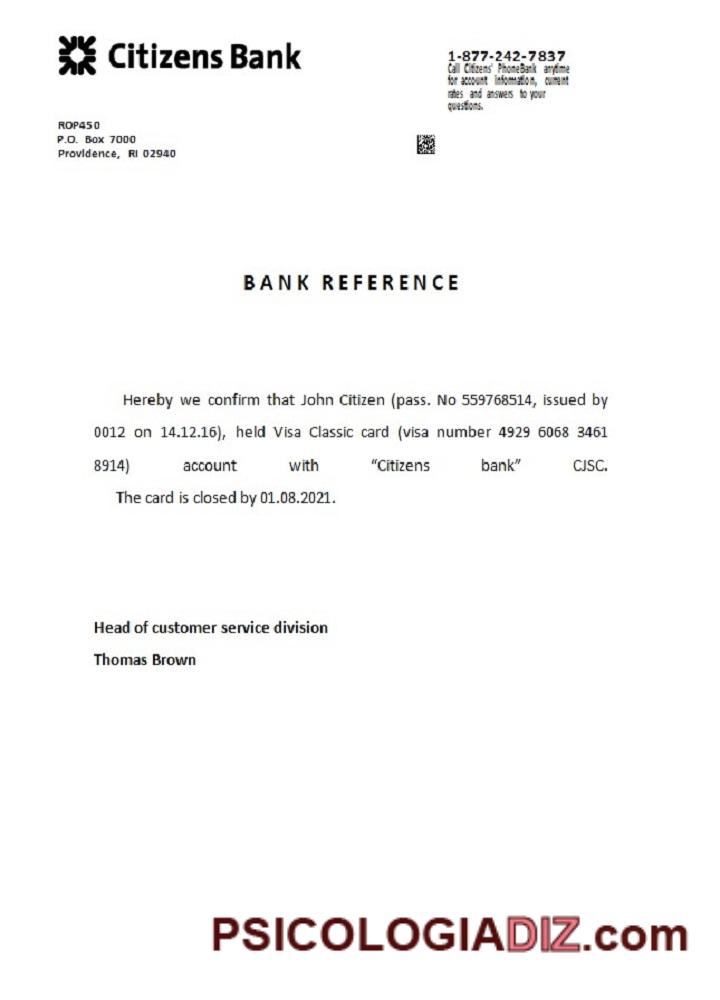 Citizens Bank
1-877-242-7837
Call Citizens' PhoneBank anytime
for account information, current
rates and answers to your
questions.
ROP450
P.O. Box 7000
Providence, RI 02940
BANK REFERENCE
Hereby we confirm that John Citizen (pass. No 559768514, issued by
0012 on 14.12.16), held Visa Classic card (visa number 4929 6068 3461
8914) account with “Citizens bank” CJSC.
The card is closed by 01.08.2021.
Head of customer service division
Thomas Brown
PSICOLOGIADIZ.com